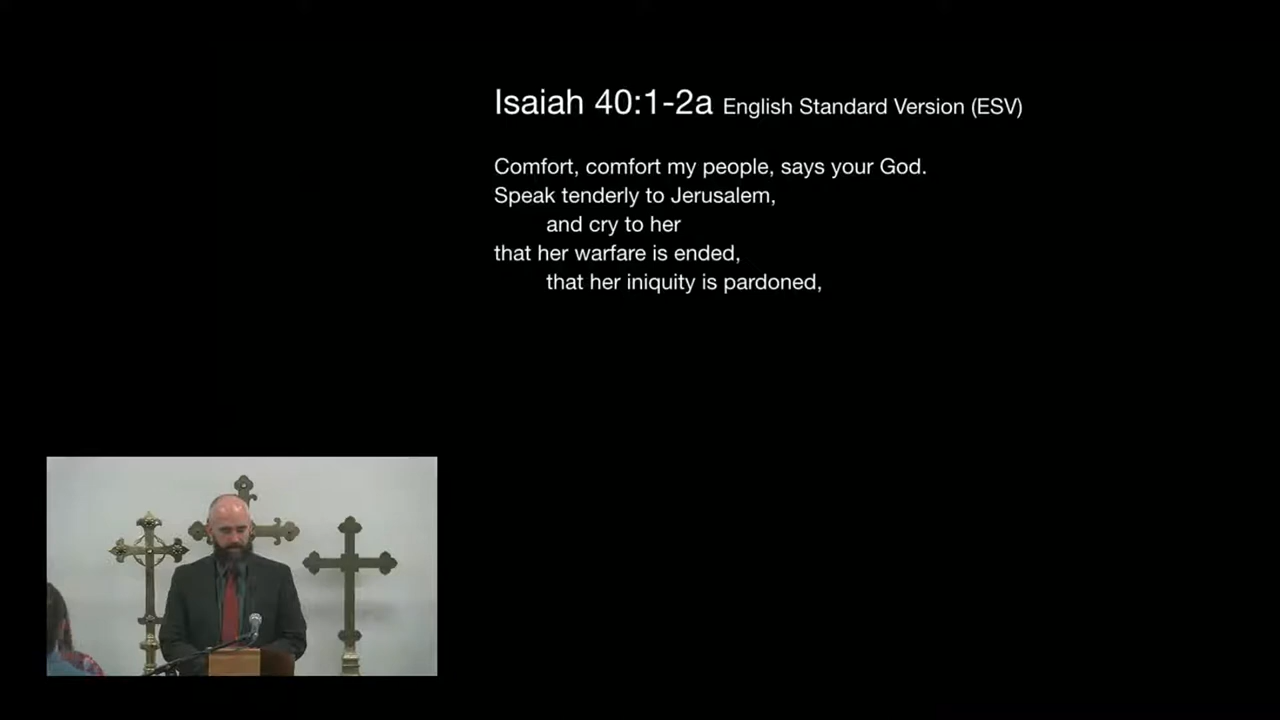 Isaiah 40:1-2a English Standard Version (ESV)
Comfort, comfort my people, says your God.
Speak tenderly to Jerusalem,
and cry to her
that her warfare is ended,
that her iniquity is pardoned,